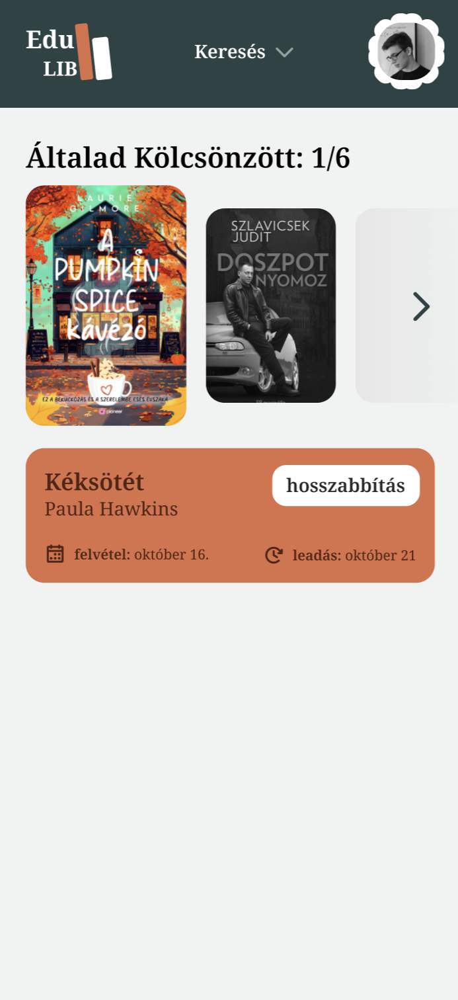 Edu
LIB
Keresés
Általad Kölcsönzött: 1/6
LAURIE
GILMORE
A
PUMPKIN
SPICE
kávézó
EZ A BEKUCKÓZÁS ÉS A SZERELEMBE ESÉS ÉVSZAKA
pioneer
SZLAVICSEK
JUDIT
DOSZPOT
NYOMOZ
Kéksötét
hosszabbítás
Paula Hawkins
felvétel: október 16.
leadás: október 21